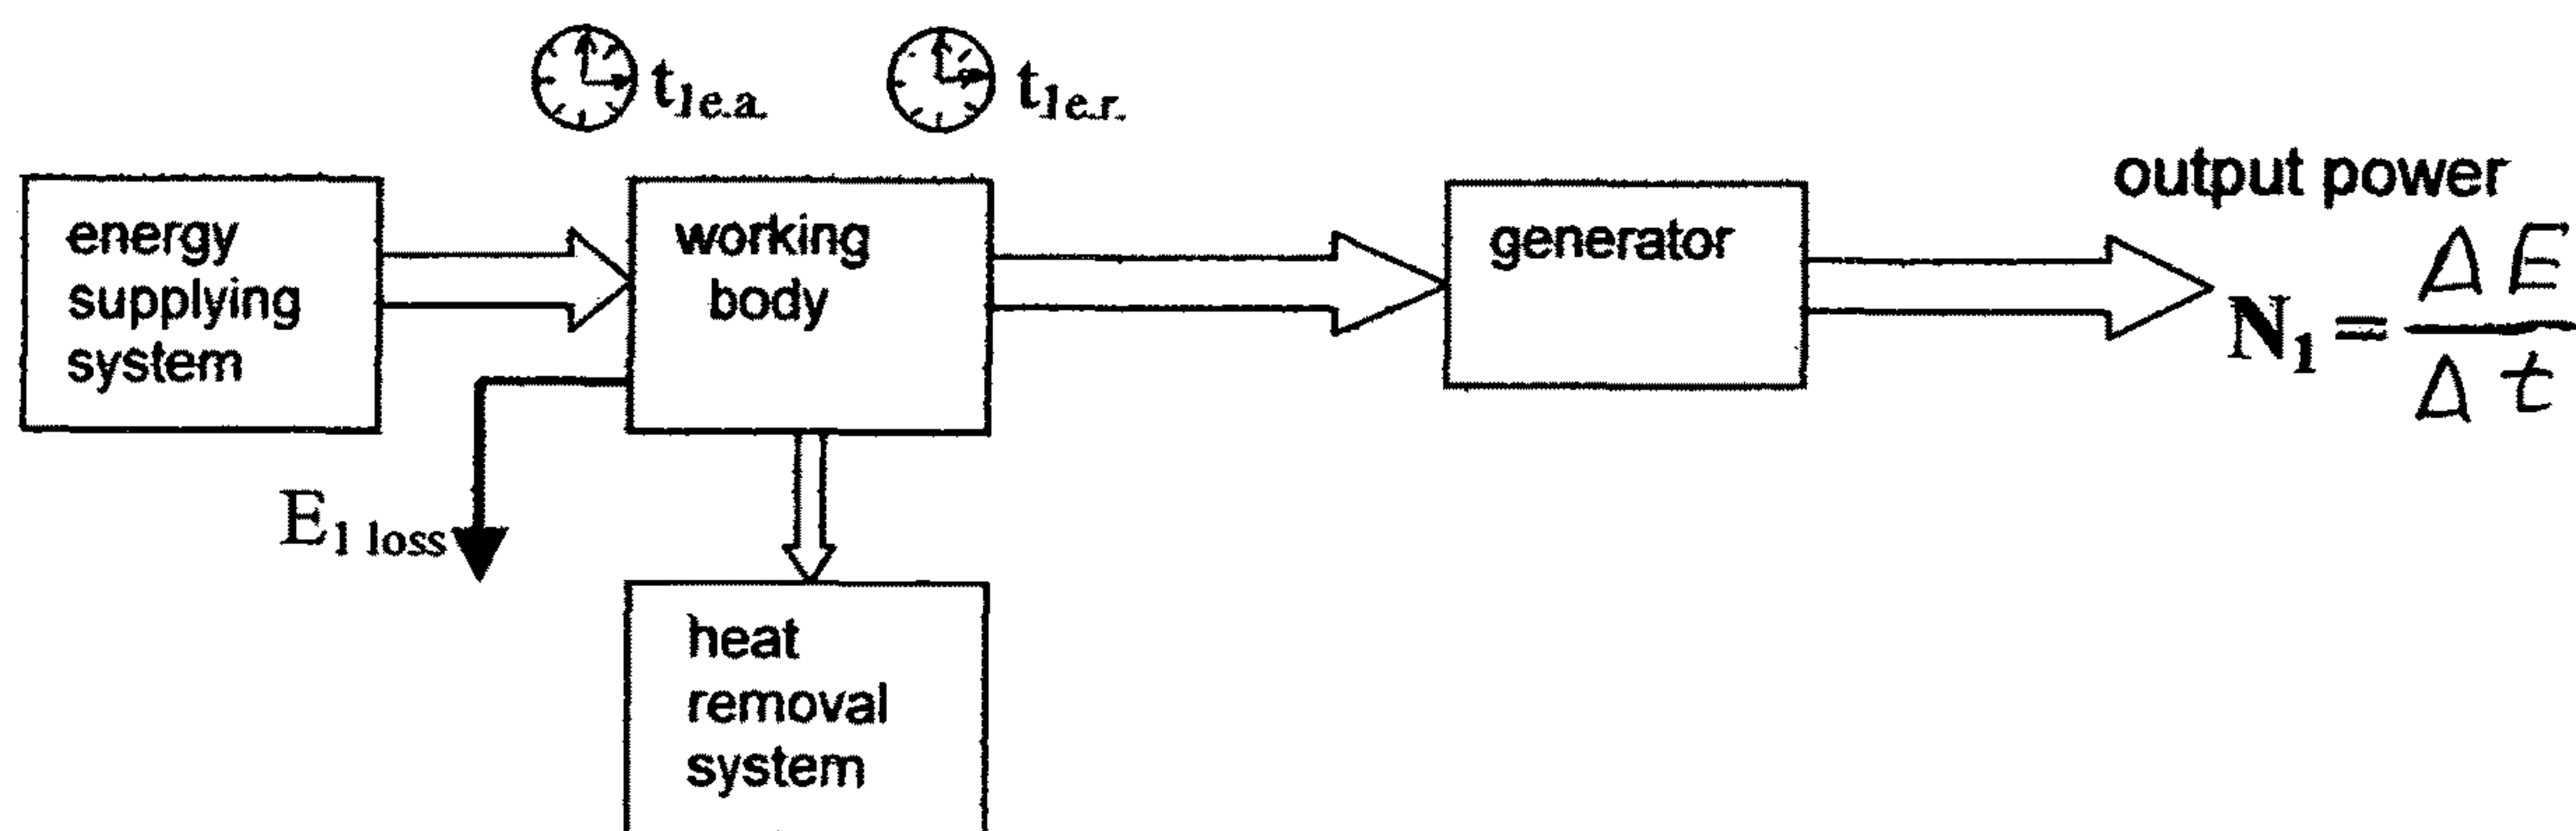 t1e.a.
t1e.r.
output power
energy
supplying
system
working
body
generator
N1 = ΔE / Δt
E1 loss
heat
removal
system